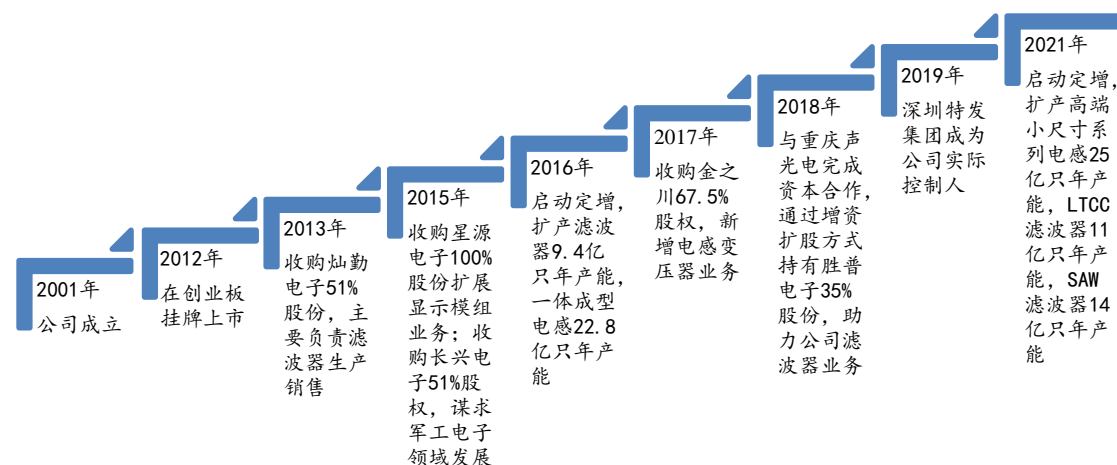 2001年
公司成立
2012年
在创业板
挂牌上市
2013年
收购灿勤
电子51%
股份，主
要负责滤
波器生产
销售
2015年
收购星源
电子100%
股份扩展
显示模组
业务；收
购长兴电
子51%股
权，谋求
军工电子
领域发展
2016年
启动定增，
扩产滤波
器9.4亿
只年产能，
一体成型
电感22.8
亿只年产
能
2017年
收购金之
川67.5%
股权，新
增电感变
压器业务
2018年
与重庆声
光电完成
资本合作，
通过增资
扩股方式
持有胜普
电子35%
股份，助
力公司滤
波器业务
2019年
深圳特发
集团成为
公司实际
控制人
2021年
启动定增，
扩产高端
小尺寸系
列电感25
亿只年产
能，LTCC
滤波器11
亿只年产
能，SAW
滤波器14
亿只年产
能